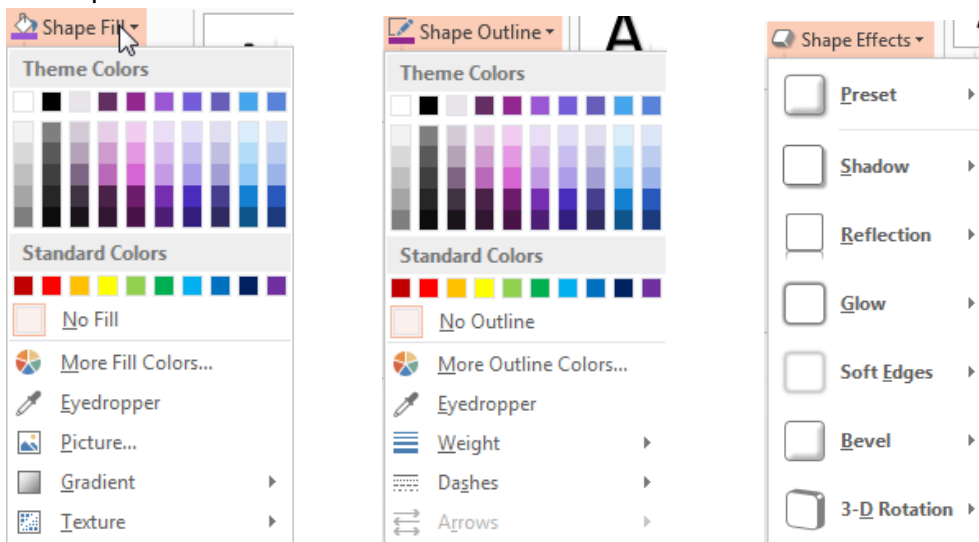 Shape Fill
Theme Colors
Standard Colors
No Fill
More Fill Colors...
Eyedropper
Picture...
Gradient
Texture
Shape Outline
A
Theme Colors
Standard Colors
No Outline
More Outline Colors...
Eyedropper
Weight
Dashes
Arrows
Shape Effects
Preset
Shadow
Reflection
Glow
Soft Edges
Bevel
3-D Rotation